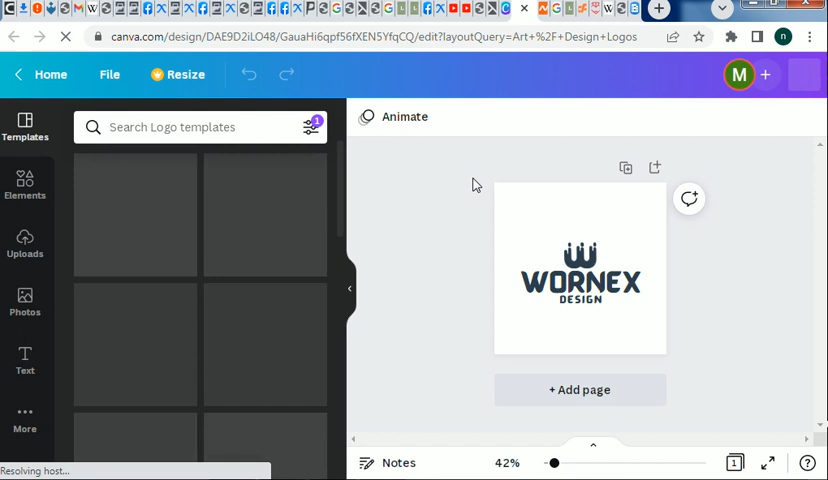 canva.com/design/DAE9D2iLO48/GauaHi6qpf56fXEN5YfqCQ/edit?layoutQuery=Art+%2F+Design+Logos
n
Home
File
Resize
M
Templates
Search Logo templates
1
Animate
Elements
Uploads
Photos
Text
More
W
WORNEX
DESIGN
+ Add page
Notes
42%
1
Resolving host...